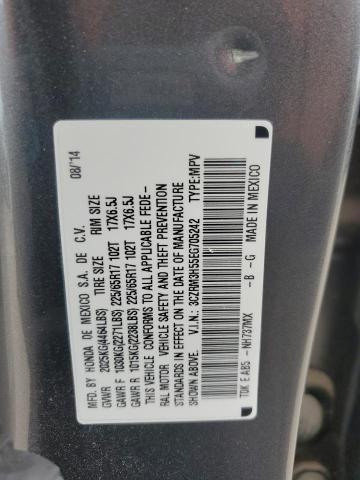 MFD. BY HONDA DE MEXICO S.A. DE C.V. 08/'14
GVWR 2025KG(4464LBS) TIRE SIZE RIM SIZE
GAWR F 1030KG(2271LBS) 225/65R17 102T 17X6.5J
GAWR R 1015KG(2238LBS) 225/65R17 102T 17X6.5J
THIS VEHICLE CONFORMS TO ALL APPLICABLE FEDE-
RAL MOTOR VEHICLE SAFETY AND THEFT PREVENTION
STANDARDS IN EFFECT ON THE DATE OF MANUFACTURE
SHOWN ABOVE.
V.I.N.: 3CZRM3H55EG705242 TYPE:MPV
T0K E AB5 -NH737MX -B -G MADE IN MEXICO